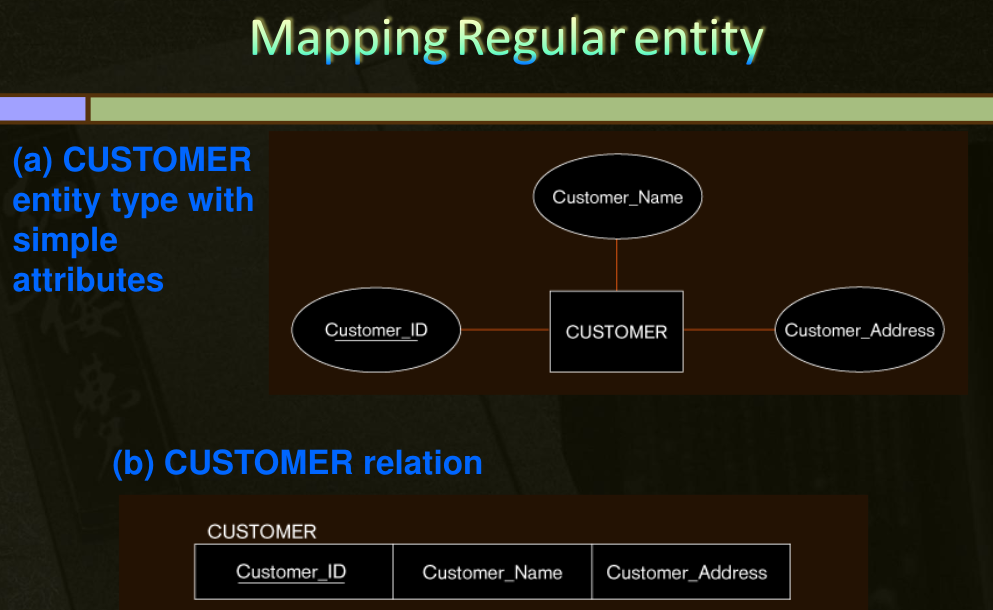 Mapping Regular entity
(a) CUSTOMER
entity type with
simple
attributes
Customer_Name
Customer_ID
CUSTOMER
Customer_Address
(b) CUSTOMER relation
CUSTOMER
Customer_ID
Customer_Name
Customer_Address